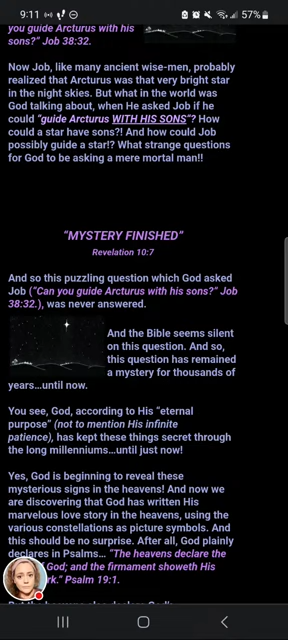 9:11
57%
you guide Arcturus with his
sons?" Job 38:32.
Now Job, like many ancient wise-men, probably
realized that Arcturus was that very bright star
in the night skies. But what in the world was
God talking about, when He asked Job if he could
"guide Arcturus WITH HIS SONS"? How
could a star have sons?! And how could Job
possibly guide a star!? What strange questions
for God to be asking a mere mortal man!!
"MYSTERY FINISHED"
Revelation 10:7
And so this puzzling question which God asked
Job ("Can you guide Arcturus with his sons?" Job
38:32.), was never answered.
And the Bible seems silent
on this question. And so,
this question has remained
a mystery for thousands of
years…until now.
You see, God, according to His "eternal
purpose" (not to mention His infinite
patience), has kept these things secret through
the long millenniums…until just now!
Yes, God is beginning to reveal these
mysterious signs in the heavens! And now we
are discovering that God has written His
marvelous love story in the heavens, using the
various constellations as picture symbols. And
this should be no surprise. After all, God plainly
declares in Psalms… "The heavens declare the
of God; and the firmament showeth His
Psalm 19:1.